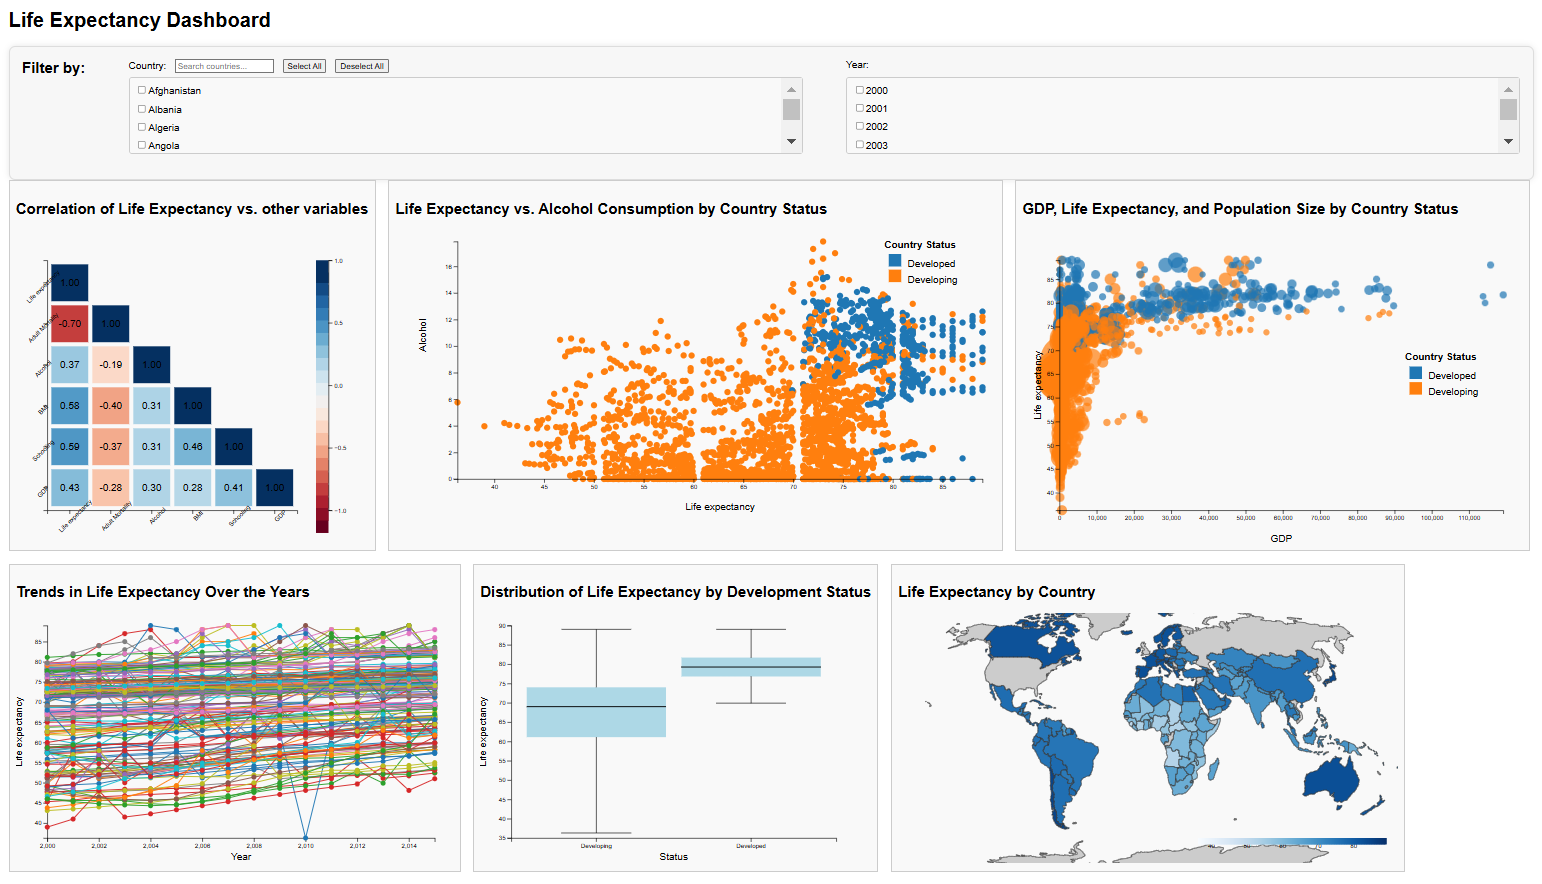 Life Expectancy Dashboard
Filter by:
Country:
Search countries...
Select All
Deselect All
Afghanistan
Albania
Algeria
Angola
Year:
2000
2001
2002
2003
Correlation of Life Expectancy vs. other variables
Life expectancy
Adult Mortality
Alcohol
BMI
Schooling
GDP
1.00
-0.70 1.00
0.37 -0.19 1.00
0.58 -0.40 0.31 1.00
0.59 -0.37 0.31 0.46 1.00
0.43 -0.28 0.30 0.28 0.41 1.00
Life expectancy Adult Mortality Alcohol BMI Schooling GDP
1.0
0.5
0.0
−0.5
−1.0
Life Expectancy vs. Alcohol Consumption by Country Status
Country Status
Developed
Developing
Alcohol
16
14
12
10
8
6
4
2
0
40 45 50 55 60 65 70 75 80 85
Life expectancy
GDP, Life Expectancy, and Population Size by Country Status
Country Status
Developed
Developing
Life expectancy
85
80
75
70
65
60
55
50
45
40
0 10,000 20,000 30,000 40,000 50,000 60,000 70,000 80,000 90,000 100,000 110,000
GDP
Trends in Life Expectancy Over the Years
Life expectancy
85
80
75
70
65
60
55
50
45
40
2,000 2,002 2,004 2,006 2,008 2,010 2,012 2,014
Year
Distribution of Life Expectancy by Development Status
Life expectancy
90
85
80
75
70
65
60
55
50
45
40
35
Developing Developed
Status
Life Expectancy by Country
40 50 60 70 80